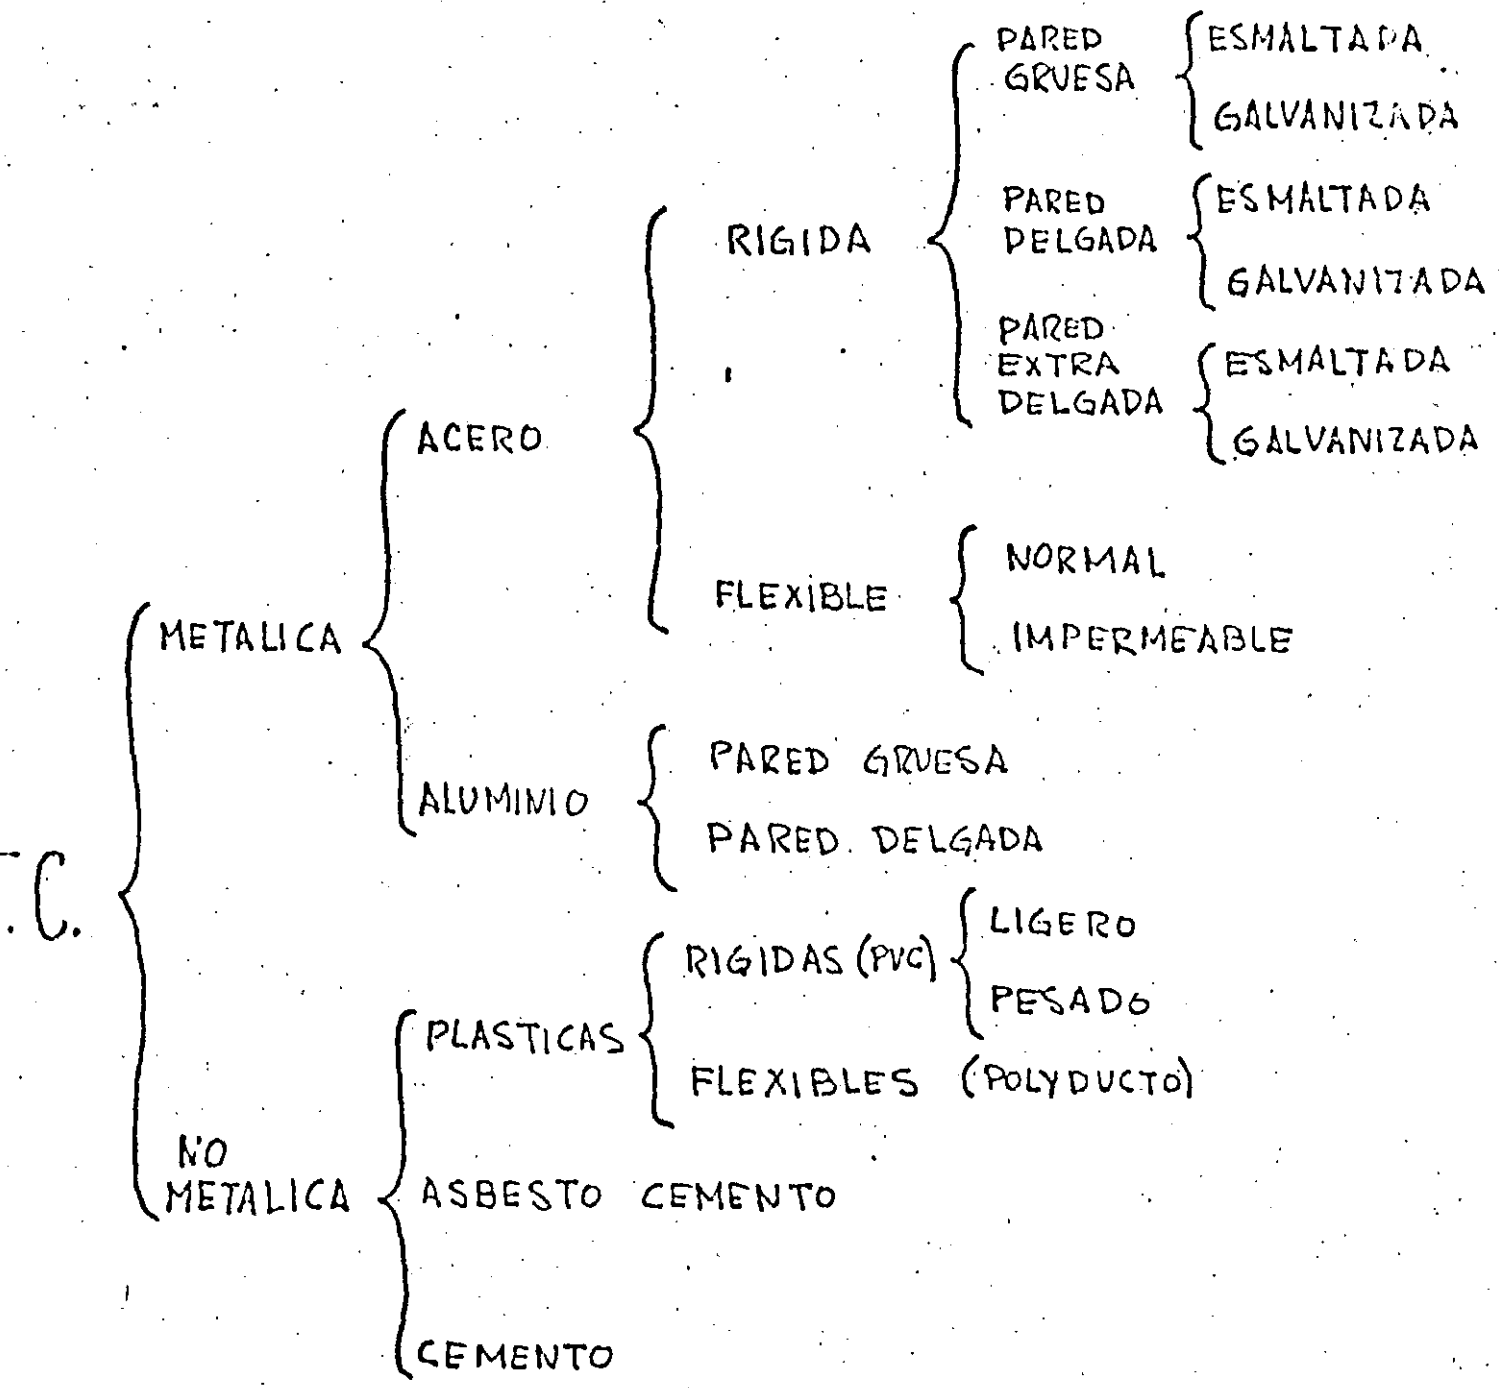 PARED
GRUESA
ESMALTADA
GALVANIZADA
PARED
DELGADA
ESMALTADA
GALVANIZADA
PARED
EXTRA
DELGADA
ESMALTADA
GALVANIZADA
RIGIDA
ACERO
FLEXIBLE
NORMAL
IMPERMEABLE
METALICA
ALUMINIO
PARED GRUESA
PARED DELGADA
.C.
RIGIDAS (PVC)
LIGERO
PESADO
PLASTICAS
FLEXIBLES (POLYDUCTO)
NO
METALICA
ASBESTO CEMENTO
CEMENTO